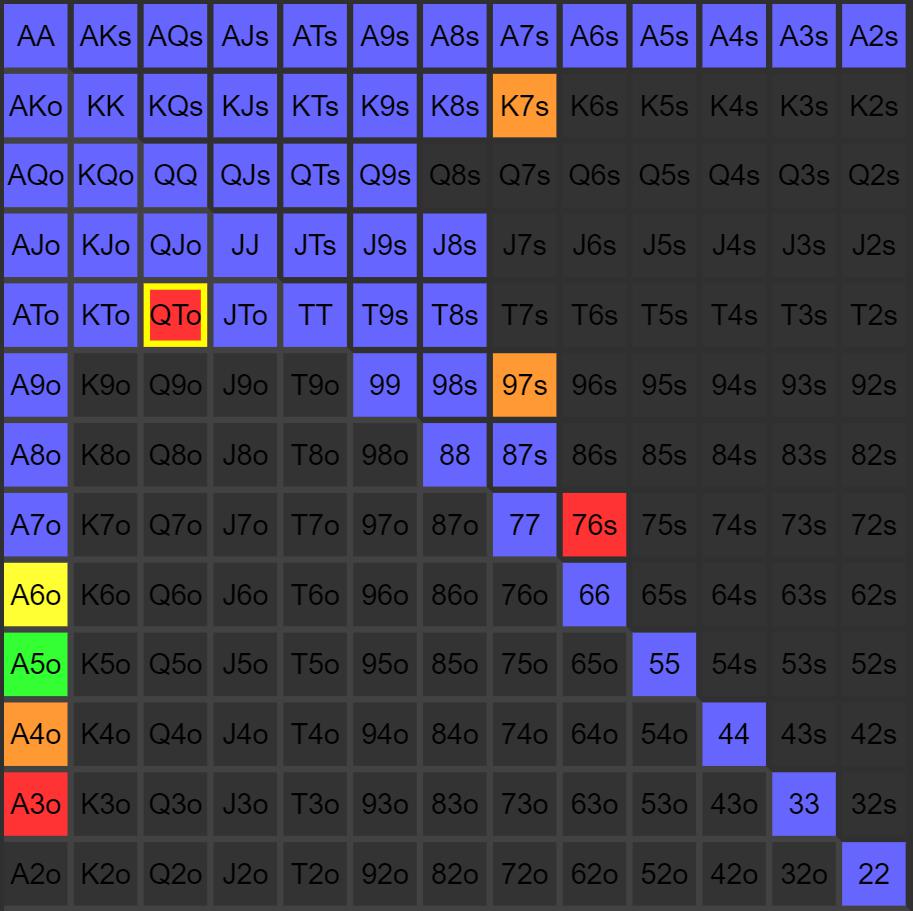 AA AKs AQs AJs ATs A9s A8s A7s A6s A5s A4s A3s A2s
AKo KK KQs KJs KTs K9s K8s K7s K6s K5s K4s K3s K2s
AQo KQo QQ QJs QTs Q9s Q8s Q7s Q6s Q5s Q4s Q3s Q2s
AJo KJo QJo JJ JTs J9s J8s J7s J6s J5s J4s J3s J2s
ATo KTo QTo JTo TT T9s T8s T7s T6s T5s T4s T3s T2s
A9o K9o Q9o J9o T9o 99 98s 97s 96s 95s 94s 93s 92s
A8o K8o Q8o J8o T8o 98o 88 87s 86s 85s 84s 83s 82s
A7o K7o Q7o J7o T7o 97o 87o 77 76s 75s 74s 73s 72s
A6o K6o Q6o J6o T6o 96o 86o 76o 66 65s 64s 63s 62s
A5o K5o Q5o J5o T5o 95o 85o 75o 65o 55 54s 53s 52s
A4o K4o Q4o J4o T4o 94o 84o 74o 64o 54o 44 43s 42s
A3o K3o Q3o J3o T3o 93o 83o 73o 63o 53o 43o 33 32s
A2o K2o Q2o J2o T2o 92o 82o 72o 62o 52o 42o 32o 22